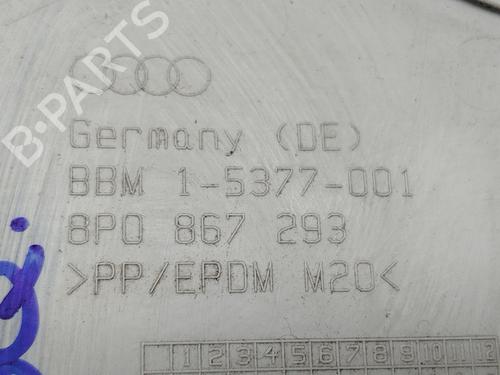 B-PARTS
Germany (DE)
BBM 1-5377-001
8P0 867 293
>PP/EPDM M20<
1 2 3 4 5 6 7 8 9 10 11 12